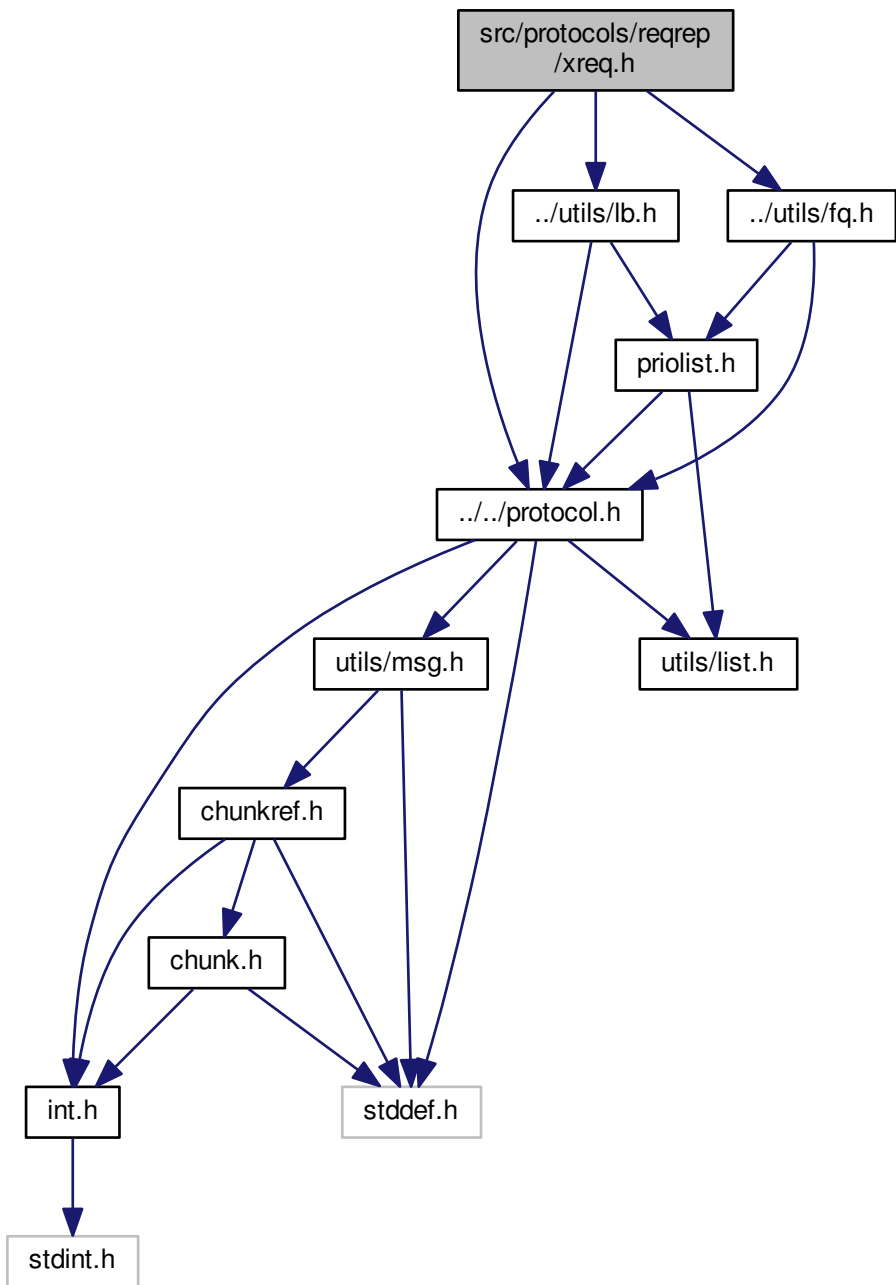 src/protocols/reqrep
/xreq.h
../utils/lb.h
../utils/fq.h
priolist.h
../../protocol.h
utils/msg.h
utils/list.h
chunkref.h
chunk.h
int.h
stddef.h
stdint.h